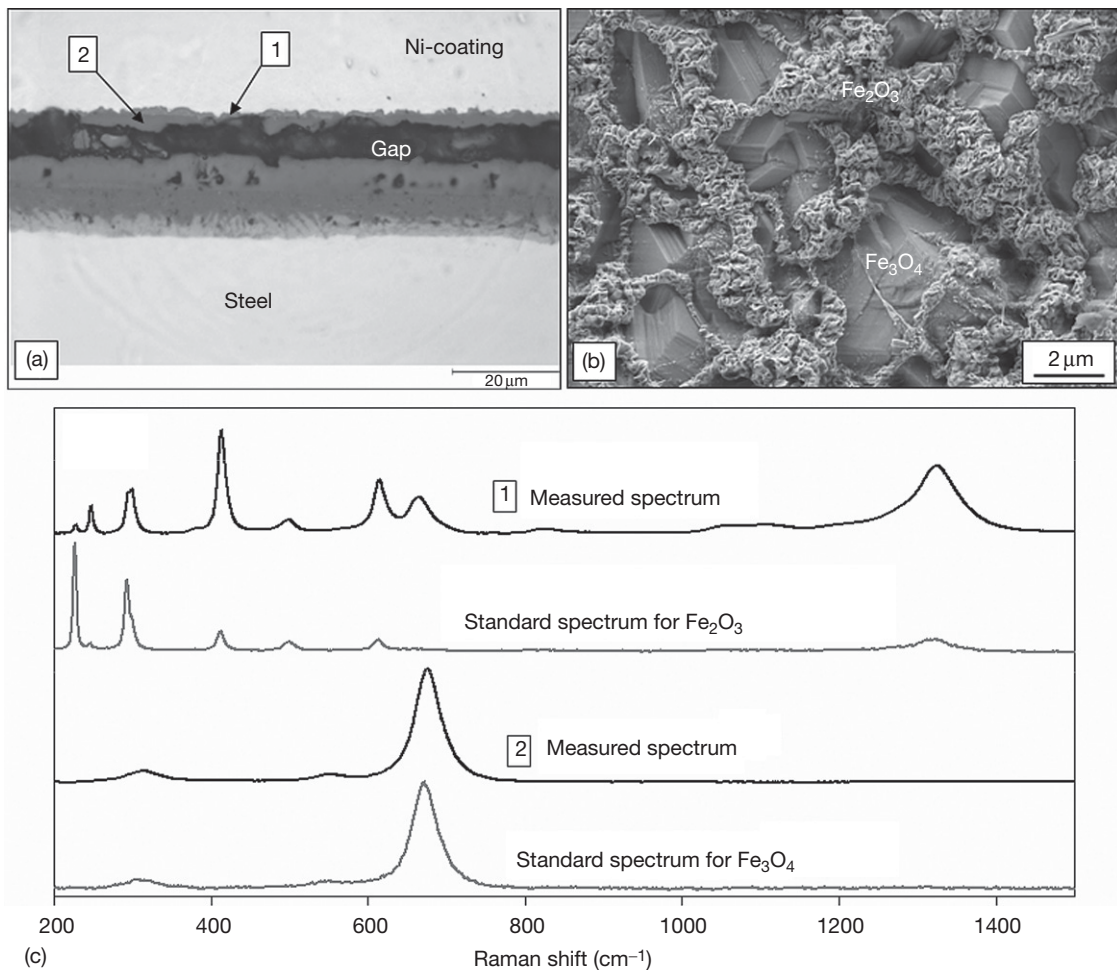 2
1
Ni-coating
Gap
Steel
(a)
20 μm
Fe₂O₃
Fe₃O₄
(b)
2 μm
1 Measured spectrum
Standard spectrum for Fe₂O₃
2 Measured spectrum
Standard spectrum for Fe₃O₄
200 400 600 800 1000 1200 1400
(c)
Raman shift (cm⁻¹)